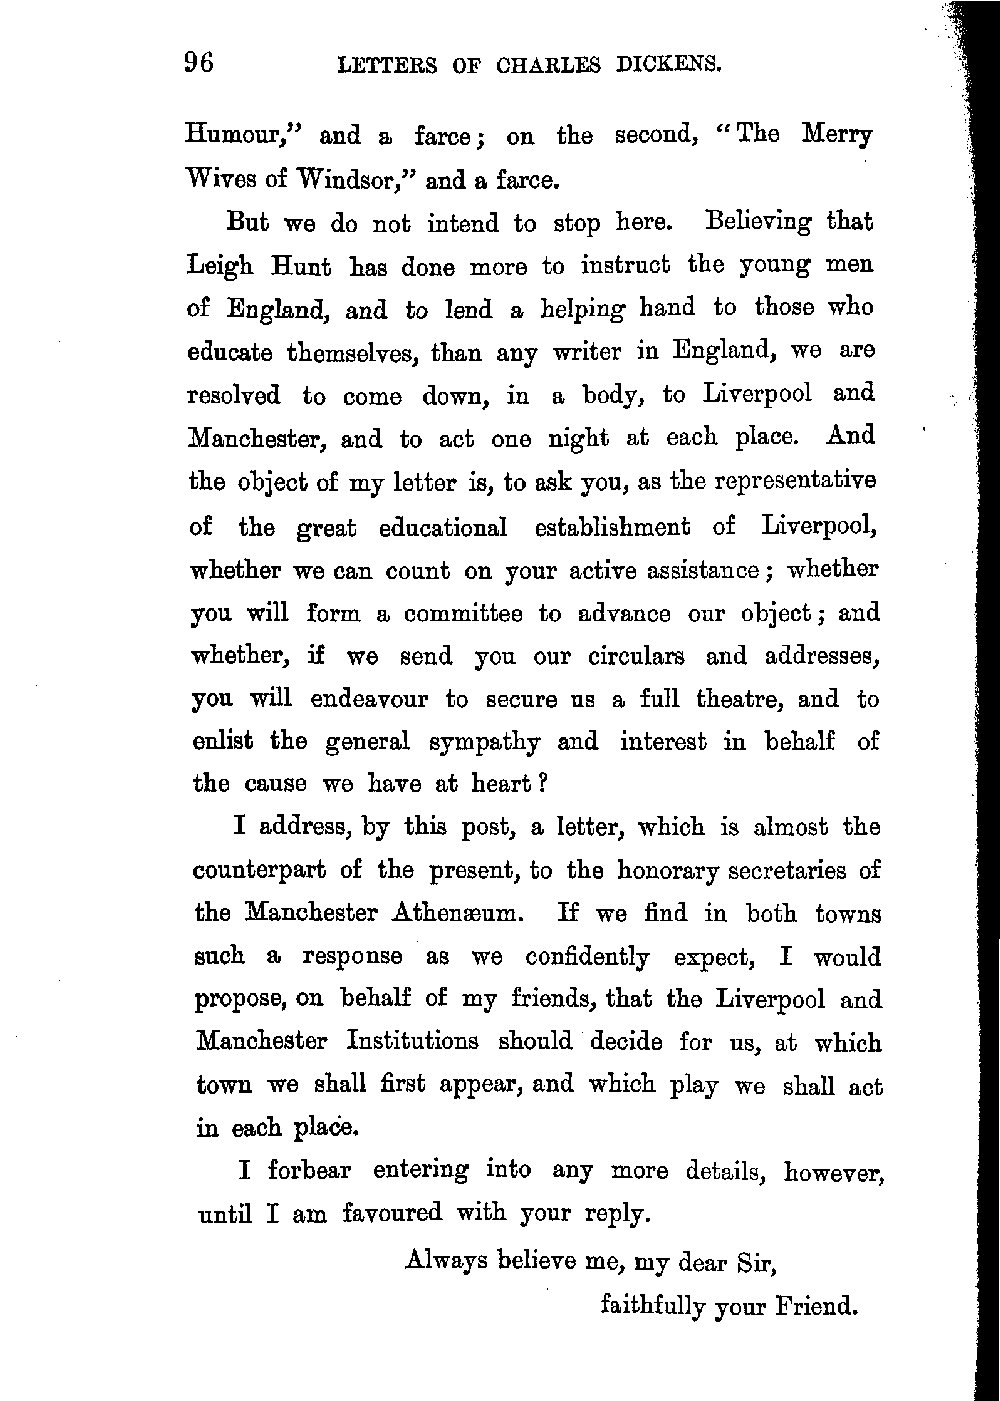 96 LETTERS OF CHARLES DICKENS.
Humour,” and a farce; on the second, “The Merry
Wives of Windsor,” and a farce.
But we do not intend to stop here. Believing that
Leigh Hunt has done more to instruct the young men
of England, and to lend a helping hand to those who
educate themselves, than any writer in England, we are
resolved to come down, in a body, to Liverpool and
Manchester, and to act one night at each place. And
the object of my letter is, to ask you, as the representative
of the great educational establishment of Liverpool,
whether we can count on your active assistance; whether
you will form a committee to advance our object; and
whether, if we send you our circulars and addresses,
you will endeavour to secure us a full theatre, and to
enlist the general sympathy and interest in behalf of
the cause we have at heart?
I address, by this post, a letter, which is almost the
counterpart of the present, to the honorary secretaries of
the Manchester Athenæum. If we find in both towns
such a response as we confidently expect, I would
propose, on behalf of my friends, that the Liverpool and
Manchester Institutions should decide for us, at which
town we shall first appear, and which play we shall act
in each place.
I forbear entering into any more details, however,
until I am favoured with your reply.
Always believe me, my dear Sir,
faithfully your Friend.